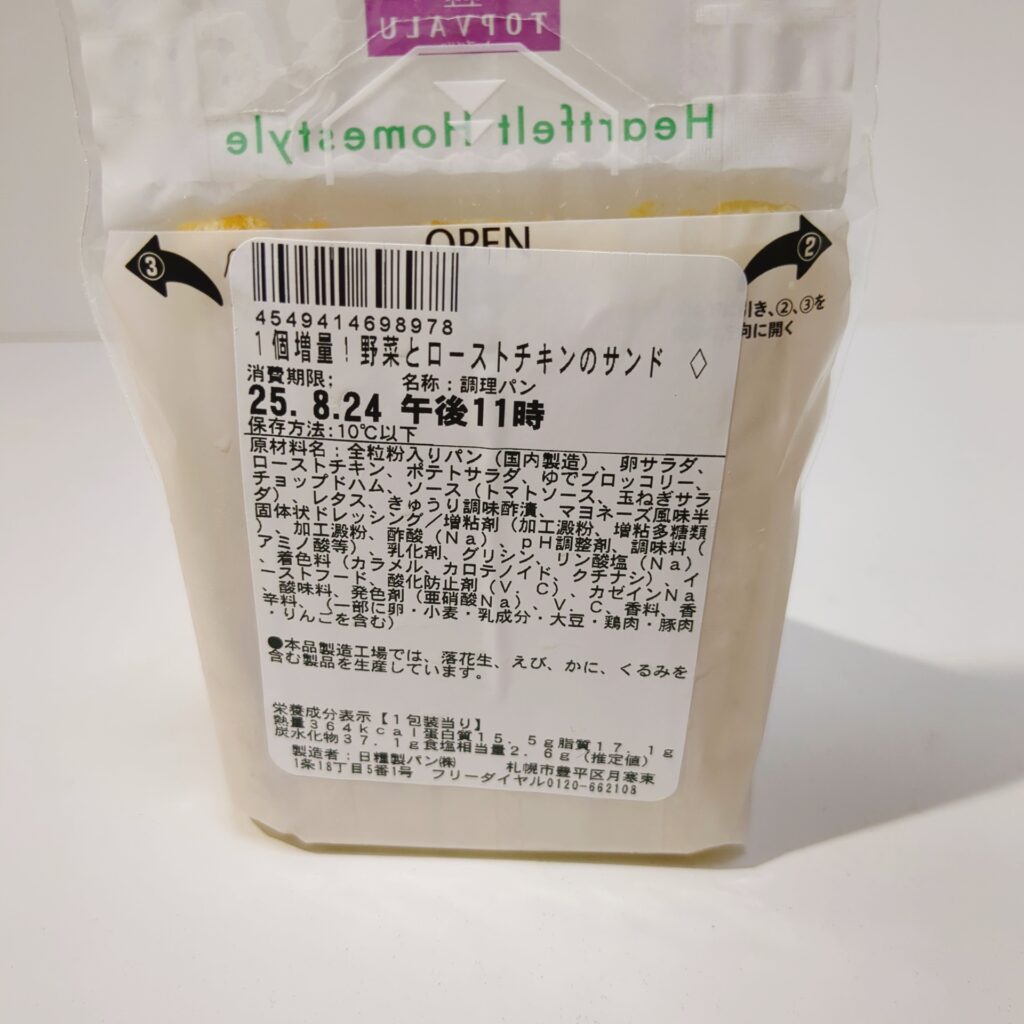 TOPVALU
Heartfelt Homestyle
OPEN
③
②
引き、②、③を
向に開く
4549414698978
1個増量！野菜とローストチキンのサンド ◇
消費期限; 名称：調理パン
25. 8.24 午後11時
保存方法:10℃以下
原材料名：全粒粉入りパン（国内製造）、卵サラダ、
ローストチキン、ポテトサラダ、ゆでブロッコリー、
チョップドハム、ソース（トマトソース、玉ねぎサラ
ダ）、レタス、きゅうり調味酢漬、マヨネーズ風味半
固体状ドレッシング／増粘剤（加工澱粉、増粘多糖類
）、加工澱粉、酢酸（Na）、pH調整剤、調味料（
アミノ酸等）、乳化剤、グリシン、リン酸塩（Na）
、着色料（カラメル、カロテノイド、クチナシ）、イ
ーストフード、酸化防止剤（V．C）、カゼインNa
、酸味料、発色剤（亜硝酸Na）、V．C、香料、香
辛料、（一部に卵・小麦・乳成分・大豆・鶏肉・豚肉
・りんごを含む）
●本品製造工場では、落花生、えび、かに、くるみを
含む製品を生産しています。
栄養成分表示【1包装当り】
熱量364kcal蛋白質15．5g脂質17．1g
炭水化物37．1g食塩相当量2．6g（推定値）
製造者：日糧製パン㈱ 札幌市豊平区月寒東
1条18丁目5番1号 フリーダイヤル0120-662108